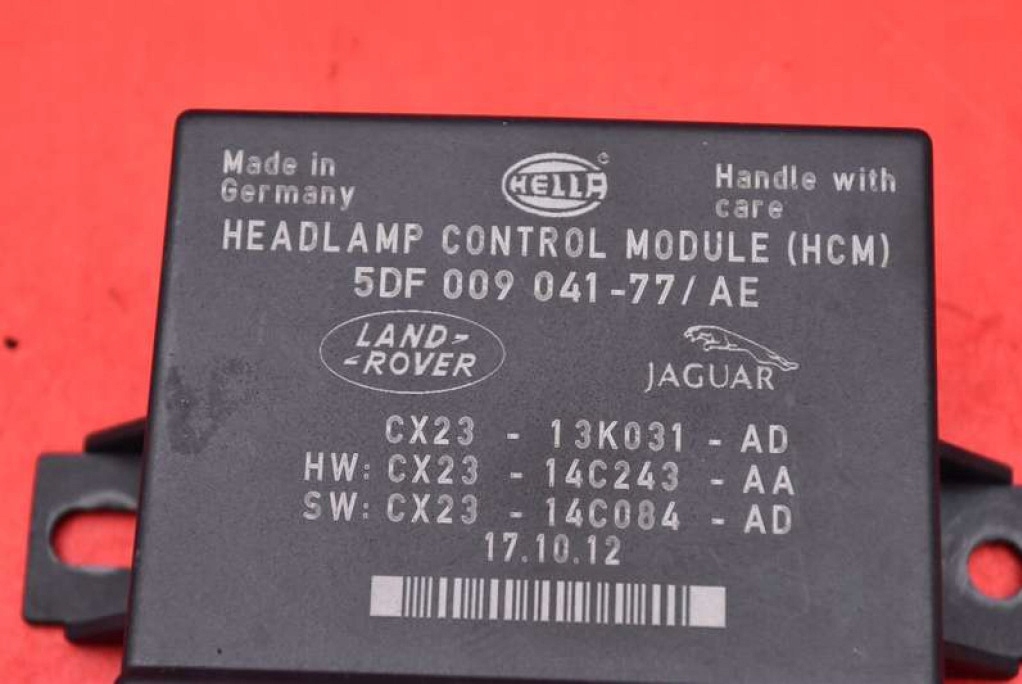 Made in
Germany
HELLA
Handle with
care
HEADLAMP CONTROL MODULE (HCM)
5DF 009 041-77/AE
LAND-
-ROVER
JAGUAR
CX23 - 13K031 - AD
HW: CX23 - 14C243 - AA
SW: CX23 - 14C084 - AD
17.10.12